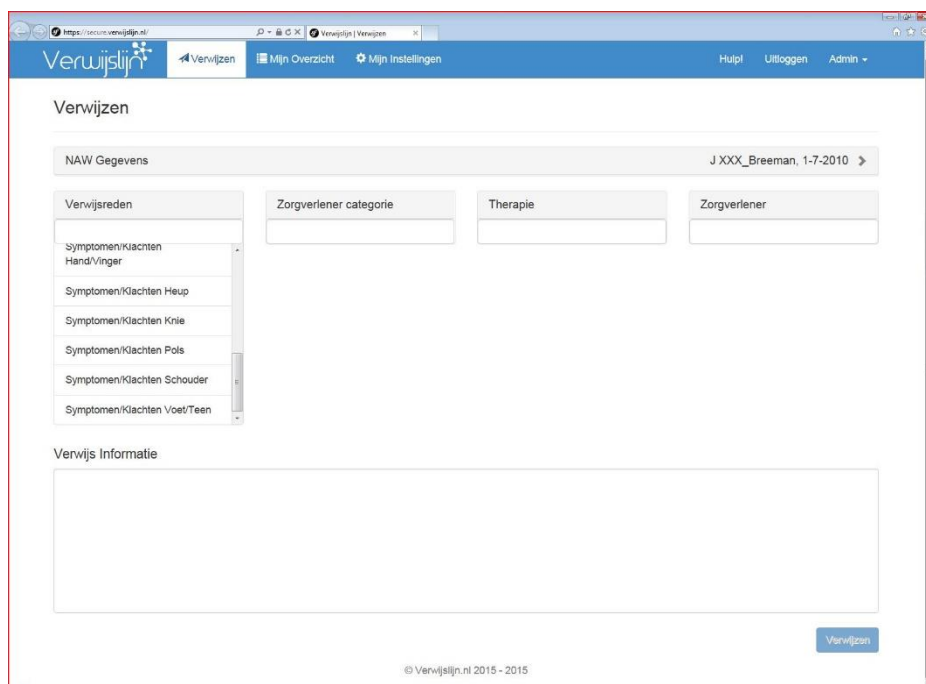 https://secure.verwijslijn.nl/
Verwijslijn | Verwijzen
Verwijslijn
Verwijzen
Mijn Overzicht
Mijn Instellingen
Hulp!
Uitloggen
Admin
Verwijzen
NAW Gegevens
J XXX_Breeman, 1-7-2010
Verwijsreden
Zorgverlener categorie
Therapie
Zorgverlener
Symptomen/Klachten
Hand/Vinger
Symptomen/Klachten Heup
Symptomen/Klachten Knie
Symptomen/Klachten Pols
Symptomen/Klachten Schouder
Symptomen/Klachten Voet/Teen
Verwijs Informatie
Verwijzen
© Verwijslijn.nl 2015 - 2015